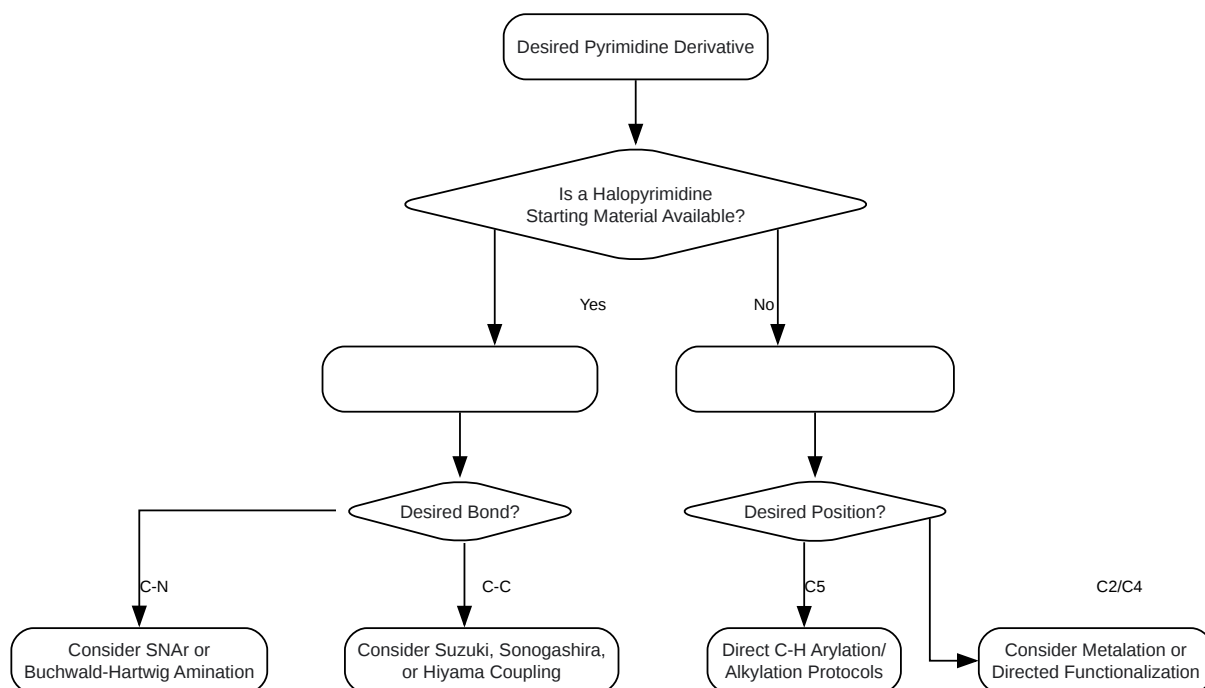 Desired Pyrimidine Derivative
Is a Halopyrimidine
Starting Material Available?
Yes
No
Desired Bond?
Desired Position?
C-N
C-C
C5
C2/C4
Consider SNAr or
Buchwald-Hartwig Amination
Consider Suzuki, Sonogashira,
or Hiyama Coupling
Direct C-H Arylation/
Alkylation Protocols
Consider Metalation or
Directed Functionalization